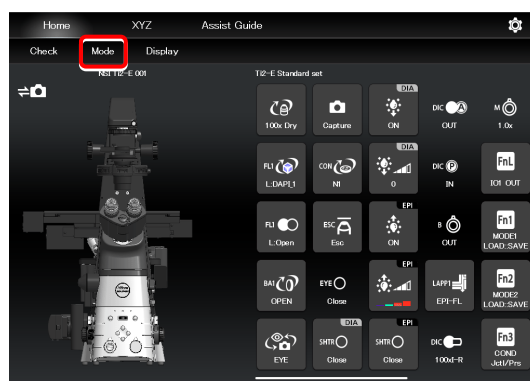 Home XYZ Assist Guide
Check Mode Display
NSI Ti2-E 001
Ti2-E Standard set
100x Dry
Capture
DIA
ON
DIC
OUT
M
1.0x
FL1
L:DAPI_1
CON
N1
DIA
0
DIC P
IN
FnL
IO1 OUT
FL1
L:Open
ESC
Esc
EPI
ON
B
OUT
Fn1
MODE1
LOAD:SAVE
BA1
OPEN
EYE
Close
EPI
LAPP1
EPI-FL
Fn2
MODE2
LOAD:SAVE
EYE
DIA
SHTR
Close
EPI
SHTR
Close
DIC
100xI-R
Fn3
COND
Jctl/Prs